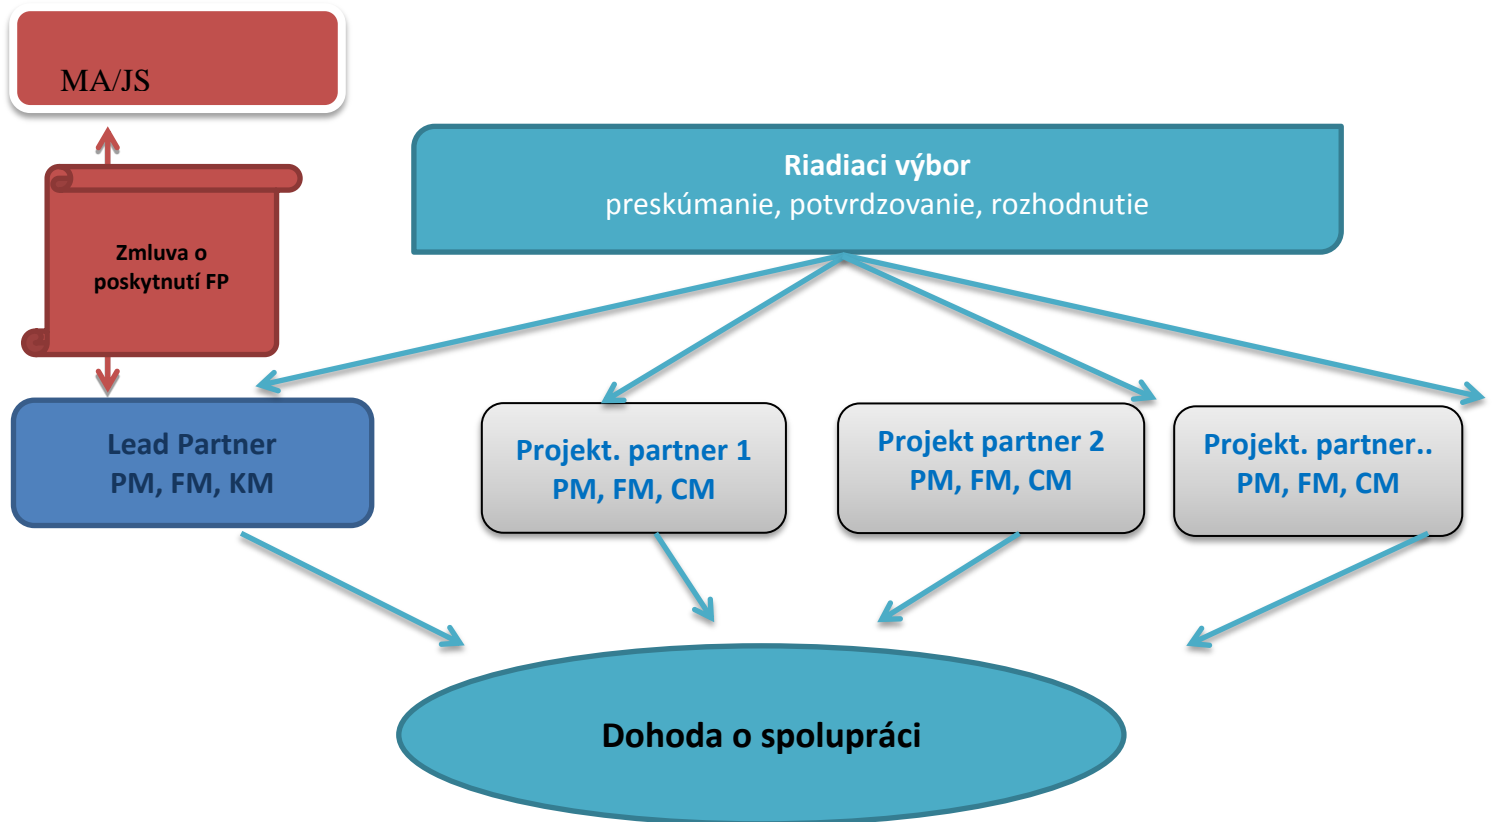 MA/JS
Riadiaci výbor
preskúmanie, potvrdzovanie, rozhodnutie
Zmluva o
poskytnutí FP
Lead Partner
PM, FM, KM
Projekt. partner 1
PM, FM, CM
Projekt partner 2
PM, FM, CM
Projekt. partner..
PM, FM, CM
Dohoda o spolupráci